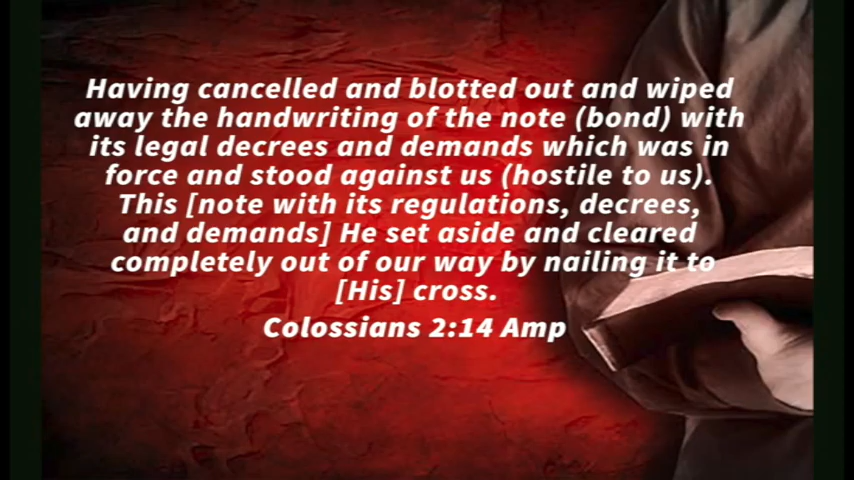 Having cancelled and blotted out and wiped
away the handwriting of the note (bond) with
its legal decrees and demands which was in
force and stood against us (hostile to us).
This [note with its regulations, decrees,
and demands] He set aside and cleared
completely out of our way by nailing it to
[His] cross.
Colossians 2:14 Amp